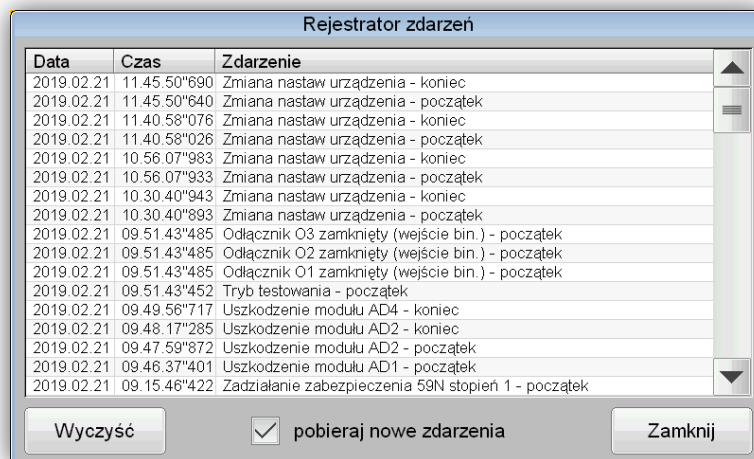 Rejestrator zdarzeń
Data Czas Zdarzenie
2019.02.21 11.45.50"690 Zmiana nastaw urządzenia - koniec
2019.02.21 11.45.50"640 Zmiana nastaw urządzenia - początek
2019.02.21 11.40.58"076 Zmiana nastaw urządzenia - koniec
2019.02.21 11.40.58"026 Zmiana nastaw urządzenia - początek
2019.02.21 10.56.07"983 Zmiana nastaw urządzenia - koniec
2019.02.21 10.56.07"933 Zmiana nastaw urządzenia - początek
2019.02.21 10.30.40"943 Zmiana nastaw urządzenia - koniec
2019.02.21 10.30.40"893 Zmiana nastaw urządzenia - początek
2019.02.21 09.51.43"485 Odłącznik O3 zamknięty (wejście bin.) - początek
2019.02.21 09.51.43"485 Odłącznik O2 zamknięty (wejście bin.) - początek
2019.02.21 09.51.43"485 Odłącznik O1 zamknięty (wejście bin.) - początek
2019.02.21 09.51.43"452 Tryb testowania - początek
2019.02.21 09.49.56"717 Uszkodzenie modułu AD4 - koniec
2019.02.21 09.48.17"285 Uszkodzenie modułu AD2 - koniec
2019.02.21 09.47.59"872 Uszkodzenie modułu AD2 - początek
2019.02.21 09.46.37"401 Uszkodzenie modułu AD1 - początek
2019.02.21 09.15.46"422 Zadziałanie zabezpieczenia 59N stopień 1 - początek
Wyczyść pobieraj nowe zdarzenia Zamknij